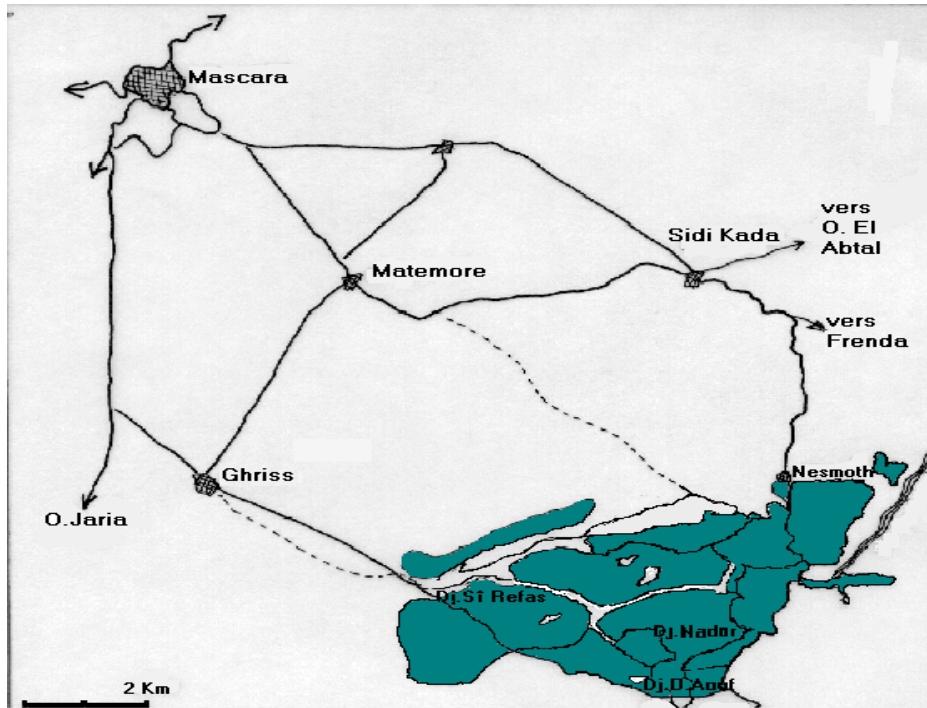 Mascara
vers
O. El
Abtal
Sidi Kada
Matemore
vers
Frenda
Nesmoth
Ghriss
O.Jaria
Dj.Sî Refas
Dj.Nador
2 Km